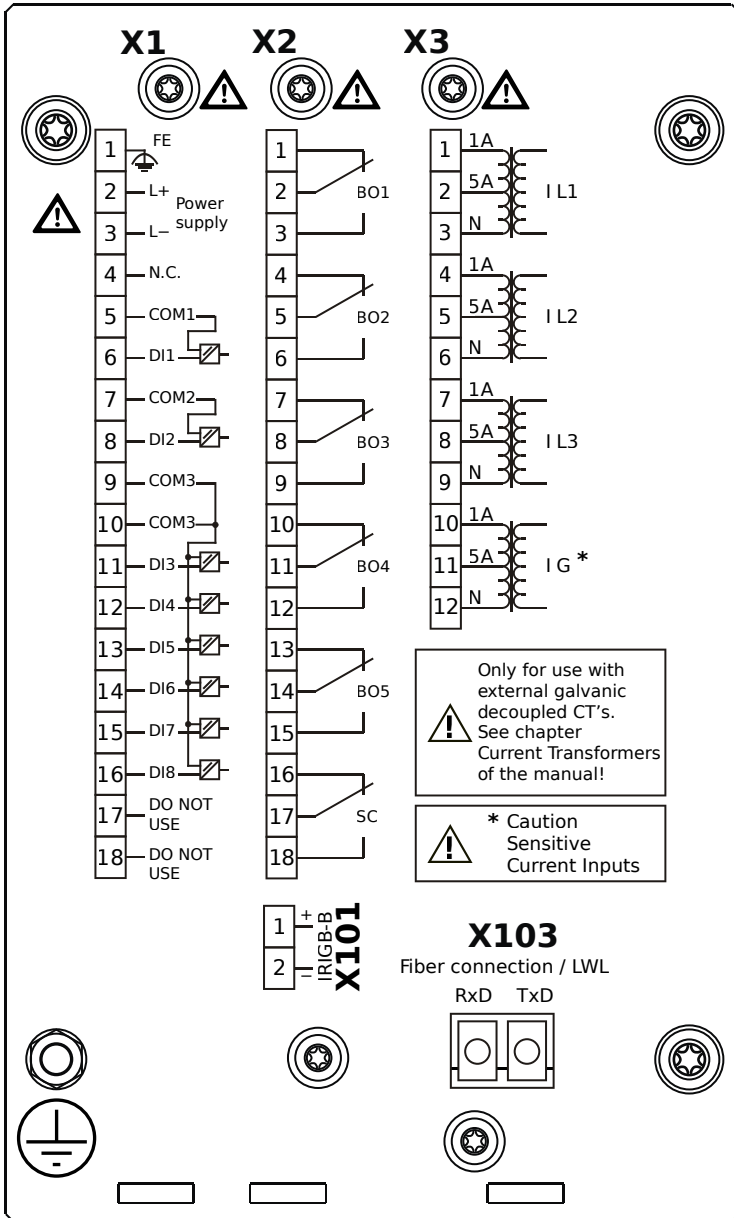 X1
X2
X3
1 FE
2 L+
Power
supply
3 L−
4 N.C.
5 COM1
6 DI1
7 COM2
8 DI2
9 COM3
10 COM3
11 DI3
12 DI4
13 DI5
14 DI6
15 DI7
16 DI8
17 DO NOT
USE
18 DO NOT
USE
1
2 BO1
3
4
5 BO2
6
7
8 BO3
9
10
11 BO4
12
13
14 BO5
15
16
17 SC
18
1 1A
2 5A I L1
3 N
4 1A
5 5A I L2
6 N
7 1A
8 5A I L3
9 N
10 1A
11 5A I G *
12 N
Only for use with
external galvanic
decoupled CT's.
See chapter
Current Transformers
of the manual!
* Caution
Sensitive
Current Inputs
1 +
2 −
IRIGB-B
X101
X103
Fiber connection / LWL
RxD TxD